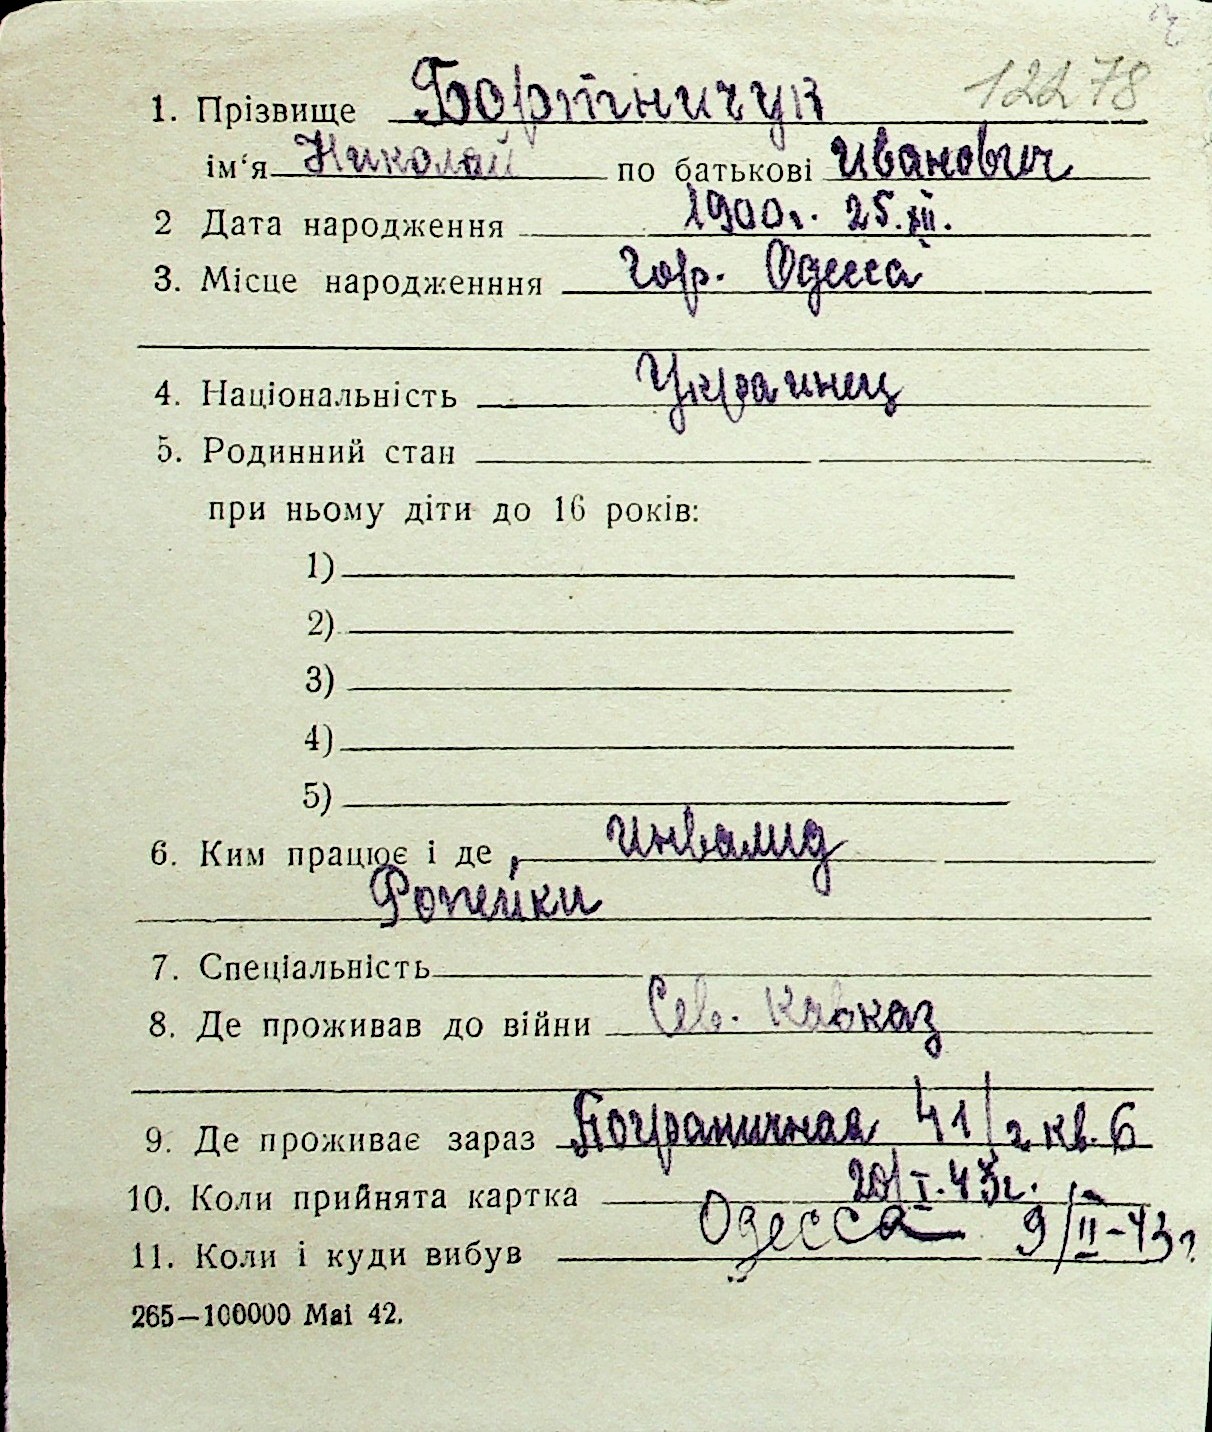 12278
1. Прізвище Бортничук
ім‘я Николай по батькові Иванович
2 Дата народження 1900г. 25.XII.
3. Місце народженння гор. Одесса
4. Національність Украинец
5. Родинний стан
при ньому діти до 16 років:
1)
2)
3)
4)
5)
6. Ким працює і де инвалид
7. Спеціальність
8. Де проживав до війни Сев. Кавказ
9. Де проживає зараз Пограничная 41/2 кв. 6
10. Коли прийнята картка 20/I.43г.
11. Коли і куди вибув Одесса 9/II-43г
265—100000 Mai 42.